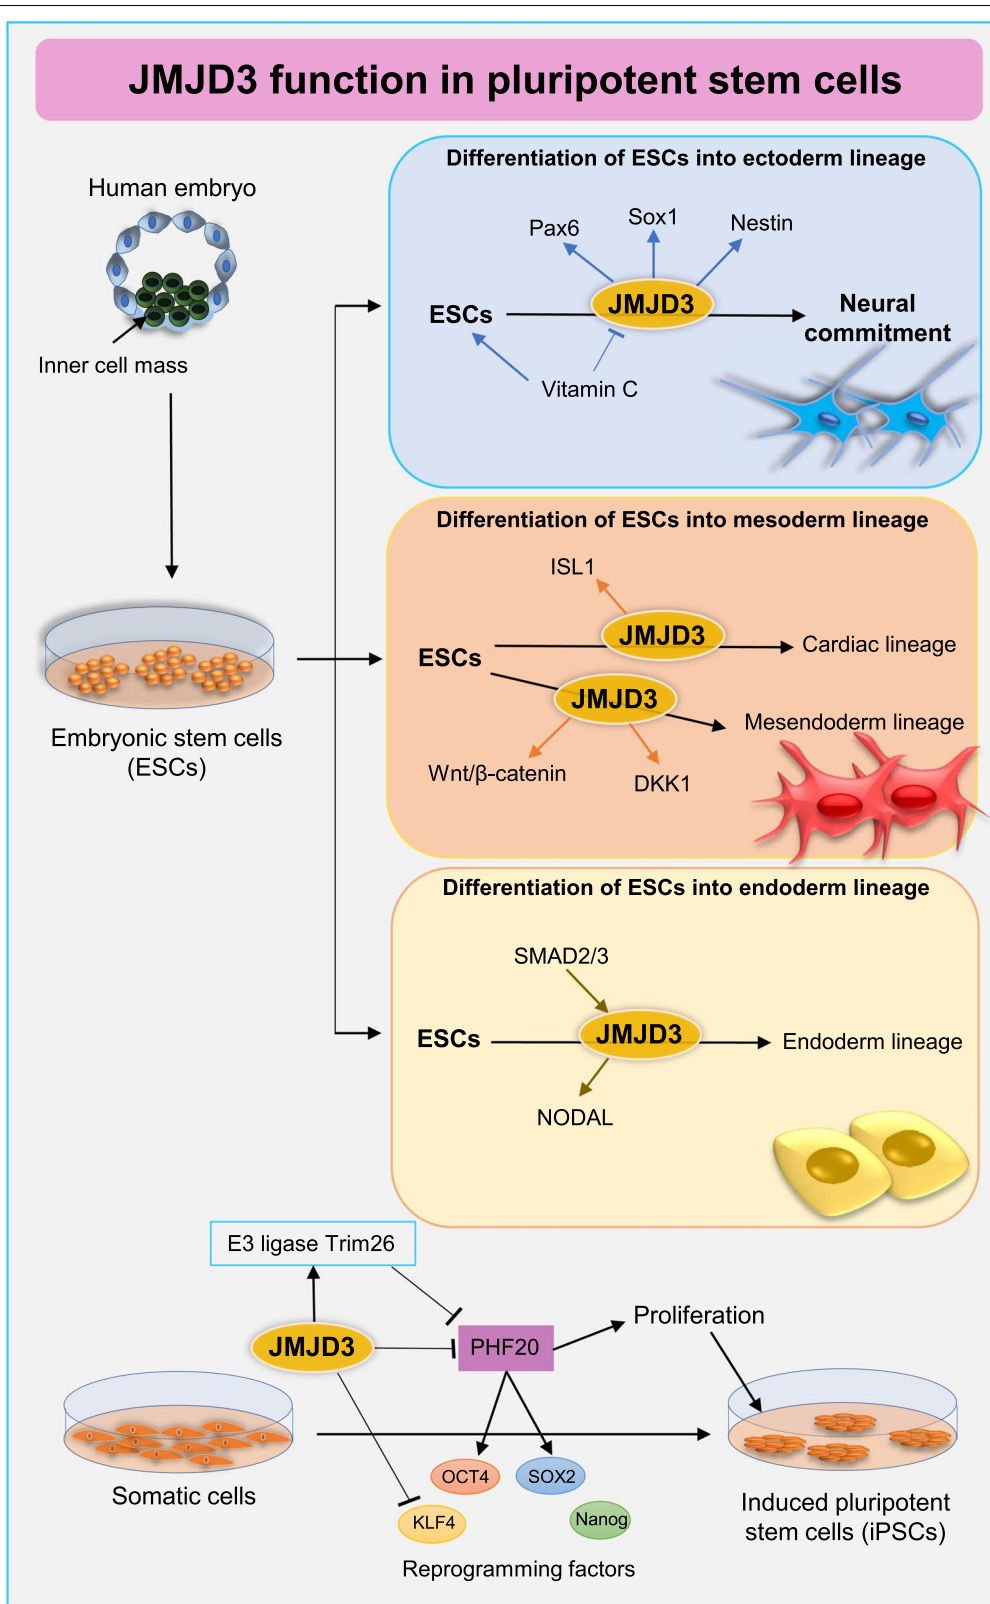 JMJD3 function in pluripotent stem cells
Human embryo
Inner cell mass
Embryonic stem cells
(ESCs)
Differentiation of ESCs into ectoderm lineage
Pax6
Sox1
Nestin
ESCs
JMJD3
Neural
commitment
Vitamin C
Differentiation of ESCs into mesoderm lineage
ISL1
JMJD3
Cardiac lineage
ESCs
JMJD3
Mesendoderm lineage
Wnt/β-catenin
DKK1
Differentiation of ESCs into endoderm lineage
SMAD2/3
ESCs
JMJD3
Endoderm lineage
NODAL
E3 ligase Trim26
JMJD3
PHF20
Proliferation
Somatic cells
OCT4
SOX2
KLF4
Nanog
Reprogramming factors
Induced pluripotent
stem cells (iPSCs)